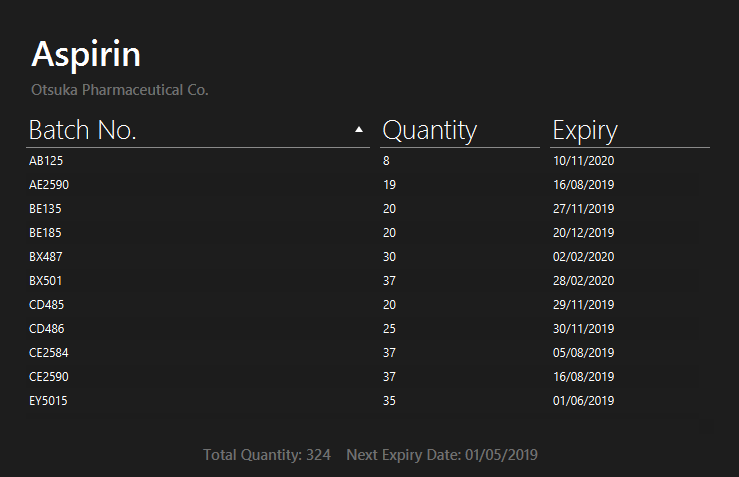 Aspirin
Otsuka Pharmaceutical Co.
Batch No. ▲ Quantity Expiry
AB125 8 10/11/2020
AE2590 19 16/08/2019
BE135 20 27/11/2019
BE185 20 20/12/2019
BX487 30 02/02/2020
BX501 37 28/02/2020
CD485 20 29/11/2019
CD486 25 30/11/2019
CE2584 37 05/08/2019
CE2590 37 16/08/2019
EY5015 35 01/06/2019
Total Quantity: 324 Next Expiry Date: 01/05/2019